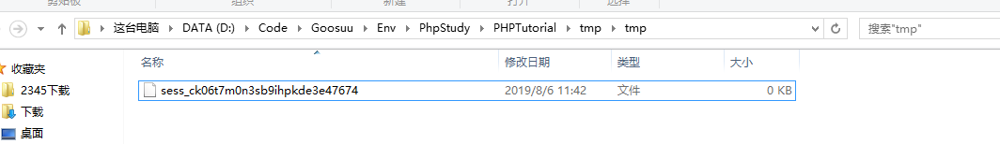 剪贴板 组织 新建 打开 选择
这台电脑 DATA (D:) Code Goosuu Env PhpStudy PHPTutorial tmp tmp 搜索"tmp"
收藏夹 名称 修改日期 类型 大小
2345下载 sess_ck06t7m0n3sb9ihpkde3e47674 2019/8/6 11:42 文件 0 KB
下载
桌面